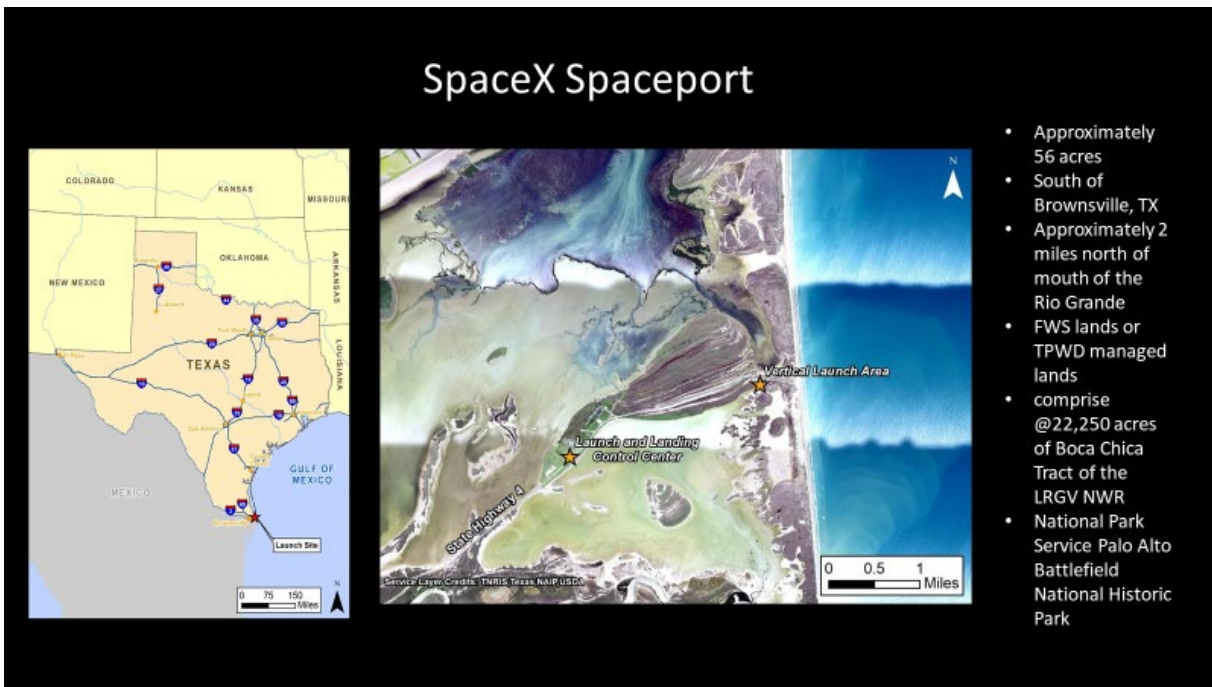 SpaceX Spaceport
COLORADO
KANSAS
MISSOURI
NEW MEXICO
OKLAHOMA
ARKANSAS
TEXAS
LOUISIANA
MEXICO
GULF OF
MEXICO
Launch Site
N
0 75 150
Miles
N
Vertical Launch Area
Launch and Landing
Control Center
State Highway 4
Service Layer Credits: TNRIS, Texas, NAIP, USDA
0 0.5 1
Miles
• Approximately
56 acres
• South of
Brownsville, TX
• Approximately 2
miles north of
mouth of the
Rio Grande
• FWS lands or
TPWD managed
lands
• comprise
@22,250 acres
of Boca Chica
Tract of the
LRGV NWR
• National Park
Service Palo Alto
Battlefield
National Historic
Park